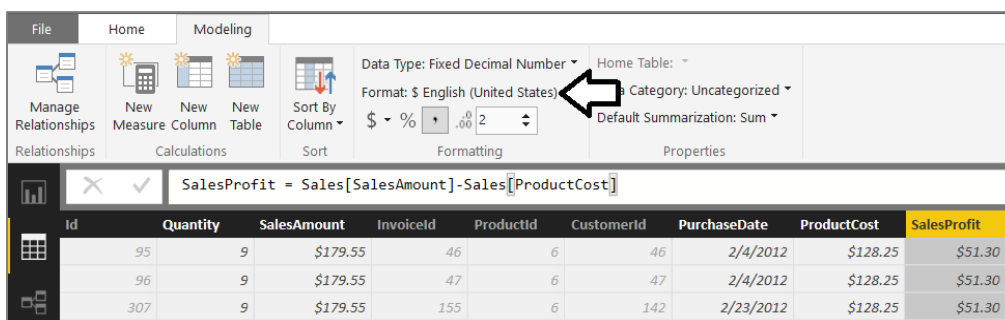 File Home Modeling
Data Type: Fixed Decimal Number Home Table:
Format: $ English (United States) a Category: Uncategorized
Manage Relationships New Measure New Column New Table Sort By Column $ % , .00 2 Default Summarization: Sum
Relationships Calculations Sort Formatting Properties
SalesProfit = Sales[SalesAmount]-Sales[ProductCost]
Id Quantity SalesAmount InvoiceId ProductId CustomerId PurchaseDate ProductCost SalesProfit
95 9 $179.55 46 6 46 2/4/2012 $128.25 $51.30
96 9 $179.55 47 6 47 2/4/2012 $128.25 $51.30
307 9 $179.55 155 6 142 2/23/2012 $128.25 $51.30